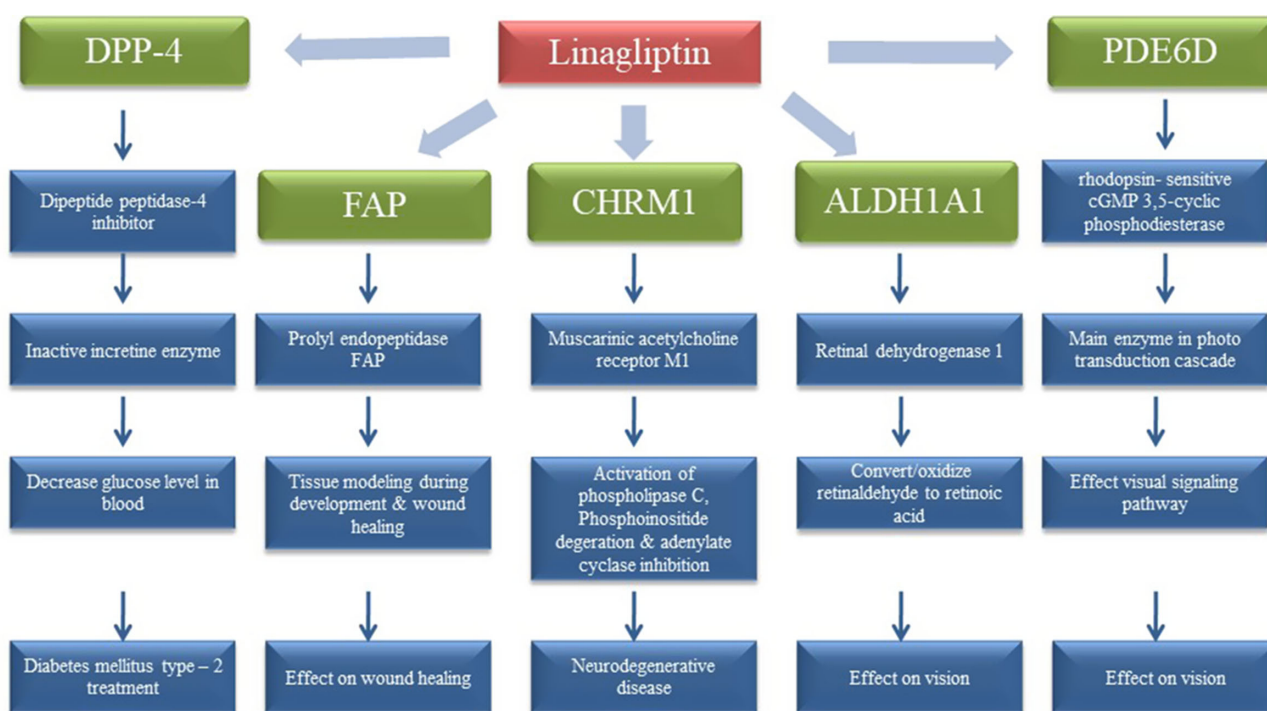 DPP-4
Linagliptin
PDE6D
FAP
CHRM1
ALDH1A1
Dipeptide peptidase-4
inhibitor
rhodopsin- sensitive
cGMP 3,5-cyclic
phosphodiesterase
Inactive incretine enzyme
Prolyl endopeptidase
FAP
Muscarinic acetylcholine
receptor M1
Retinal dehydrogenase 1
Main enzyme in photo
transduction cascade
Decrease glucose level in
blood
Tissue modeling during
development & wound
healing
Activation of
phospholipase C,
Phosphoinositide
degeration & adenylate
cyclase inhibition
Convert/oxidize
retinaldehyde to retinoic
acid
Effect visual signaling
pathway
Diabetes mellitus type – 2
treatment
Effect on wound healing
Neurodegenerative
disease
Effect on vision
Effect on vision